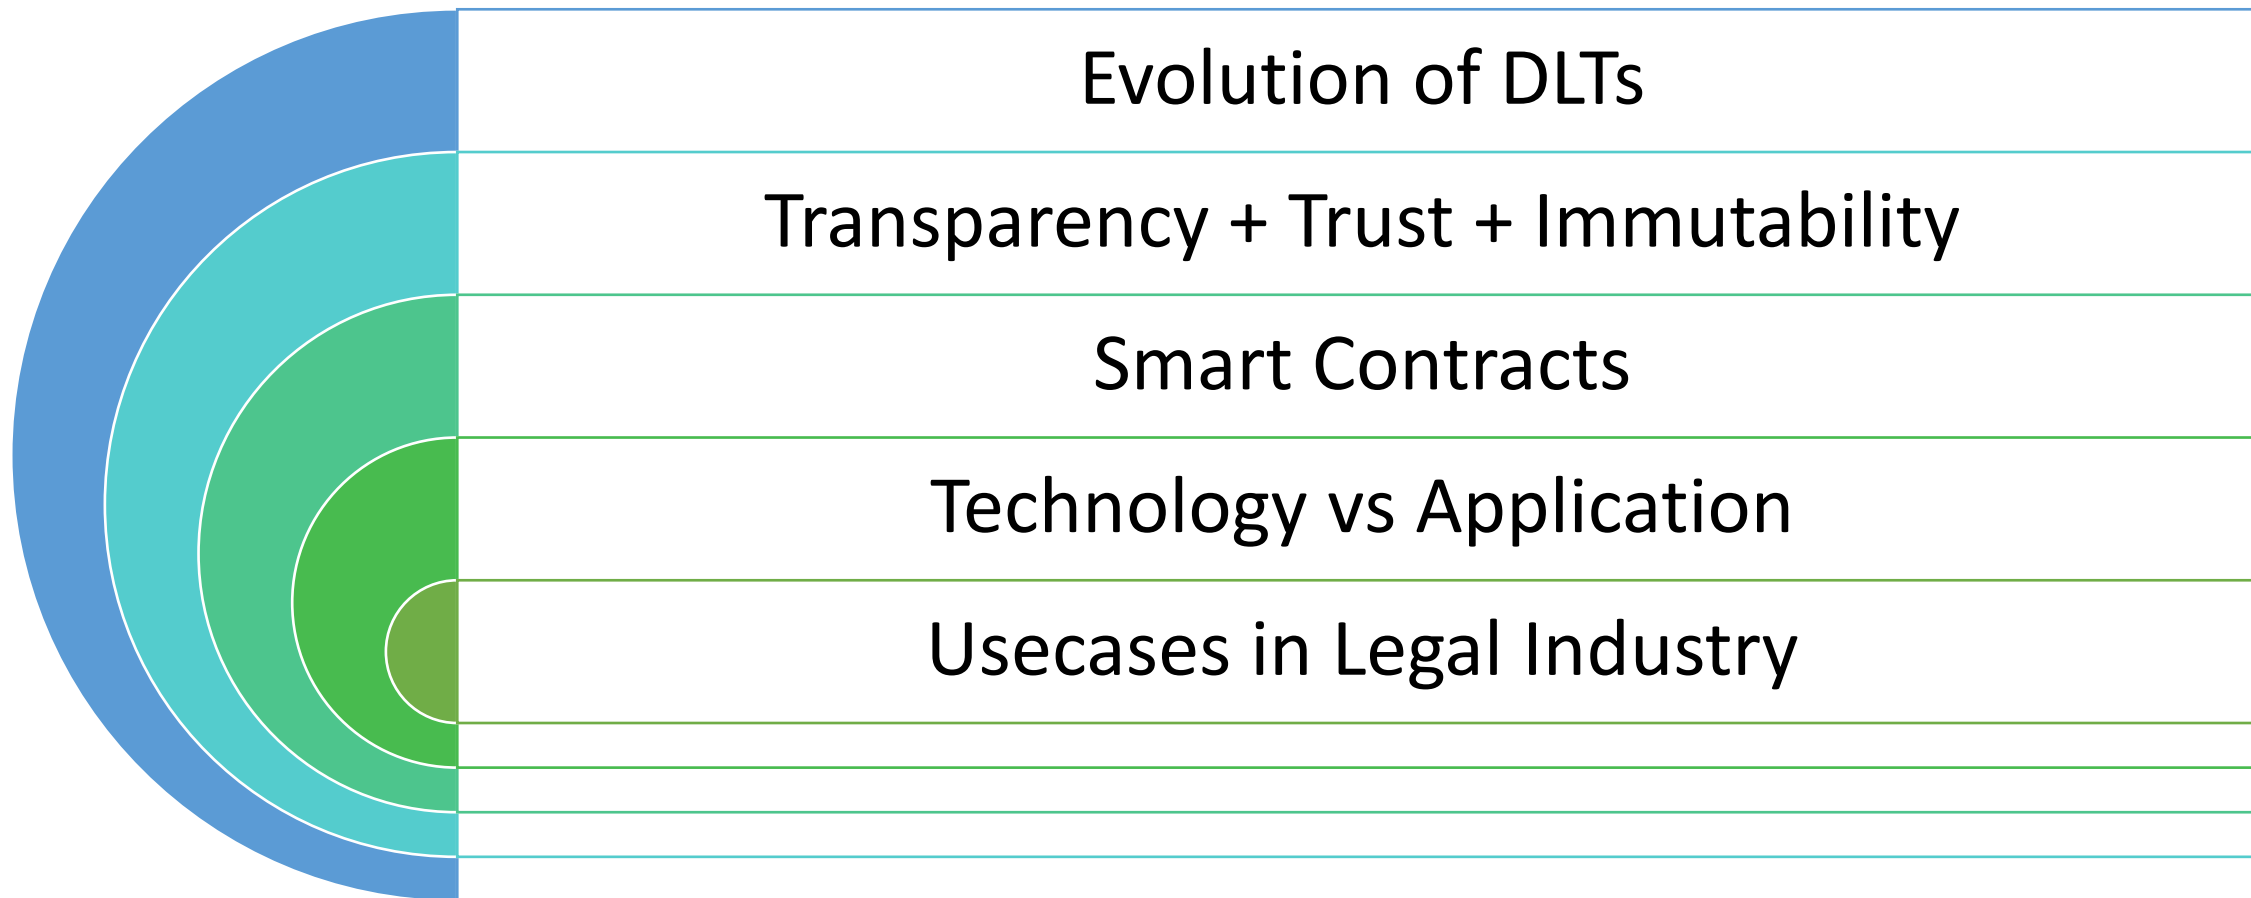 Evolution of DLTs
Transparency + Trust + Immutability
Smart Contracts
Technology vs Application
Usecases in Legal Industry